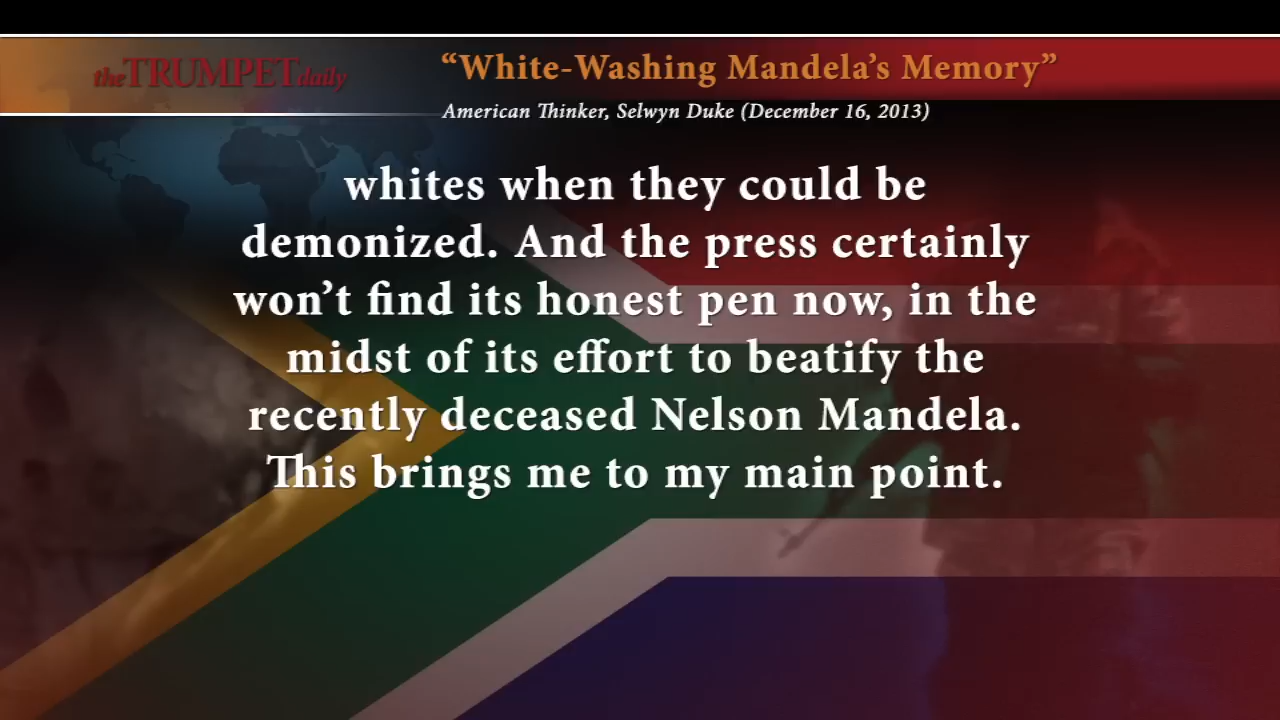 theTRUMPETdaily
“White-Washing Mandela’s Memory”
American Thinker, Selwyn Duke (December 16, 2013)
whites when they could be
demonized. And the press certainly
won’t find its honest pen now, in the
midst of its effort to beatify the
recently deceased Nelson Mandela.
This brings me to my main point.